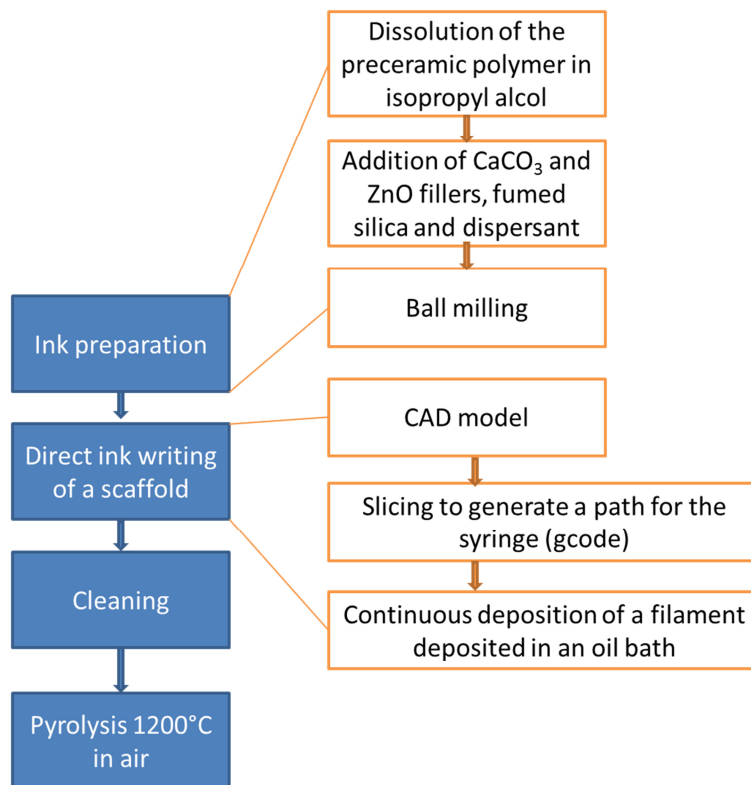 Dissolution of the
preceramic polymer in
isopropyl alcol
Addition of CaCO₃ and
ZnO fillers, fumed
silica and dispersant
Ball milling
Ink preparation
CAD model
Direct ink writing
of a scaffold
Slicing to generate a path for the
syringe (gcode)
Cleaning
Continuous deposition of a filament
deposited in an oil bath
Pyrolysis 1200°C
in air